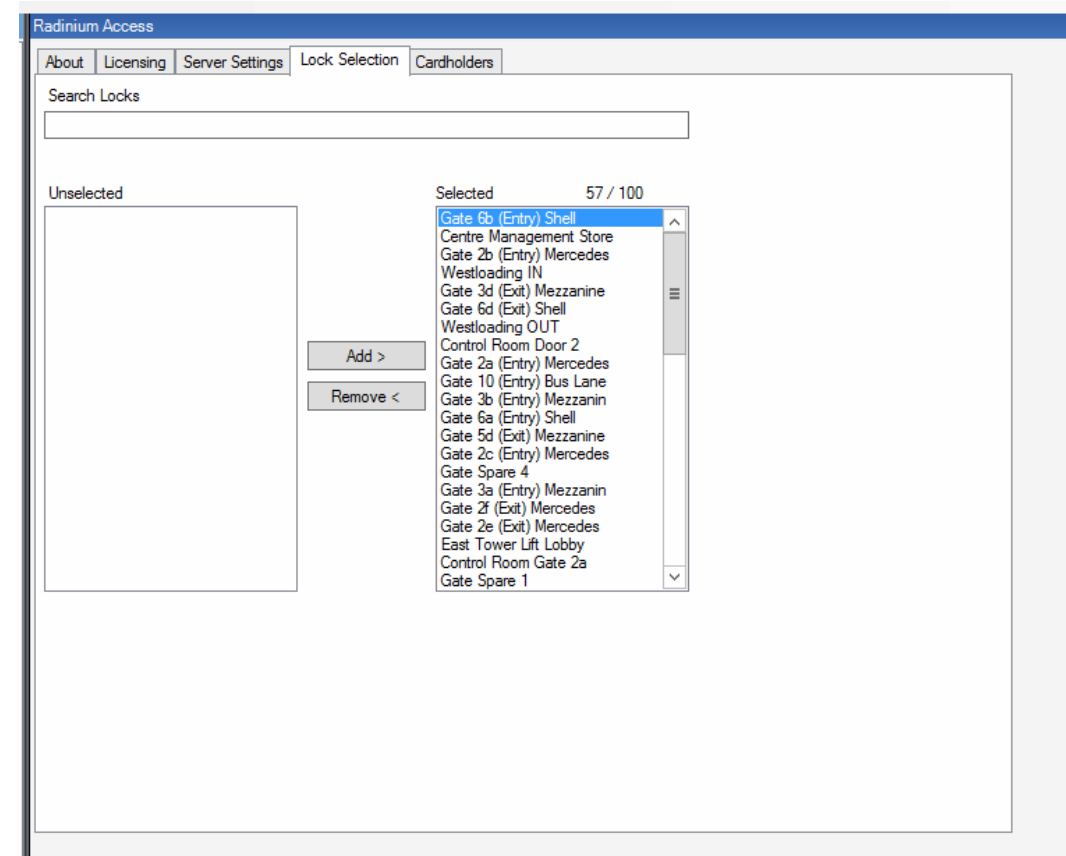 Radinium Access
About Licensing Server Settings Lock Selection Cardholders
Search Locks
Unselected Selected 57 / 100
Gate 6b (Entry) Shell
Centre Management Store
Gate 2b (Entry) Mercedes
Westloading IN
Gate 3d (Exit) Mezzanine
Gate 6d (Exit) Shell
Westloading OUT
Control Room Door 2
Gate 2a (Entry) Mercedes
Gate 10 (Entry) Bus Lane
Gate 3b (Entry) Mezzanin
Gate 6a (Entry) Shell
Gate 5d (Exit) Mezzanine
Gate 2c (Entry) Mercedes
Gate Spare 4
Gate 3a (Entry) Mezzanin
Gate 2f (Exit) Mercedes
Gate 2e (Exit) Mercedes
East Tower Lift Lobby
Control Room Gate 2a
Gate Spare 1
Add >
Remove <